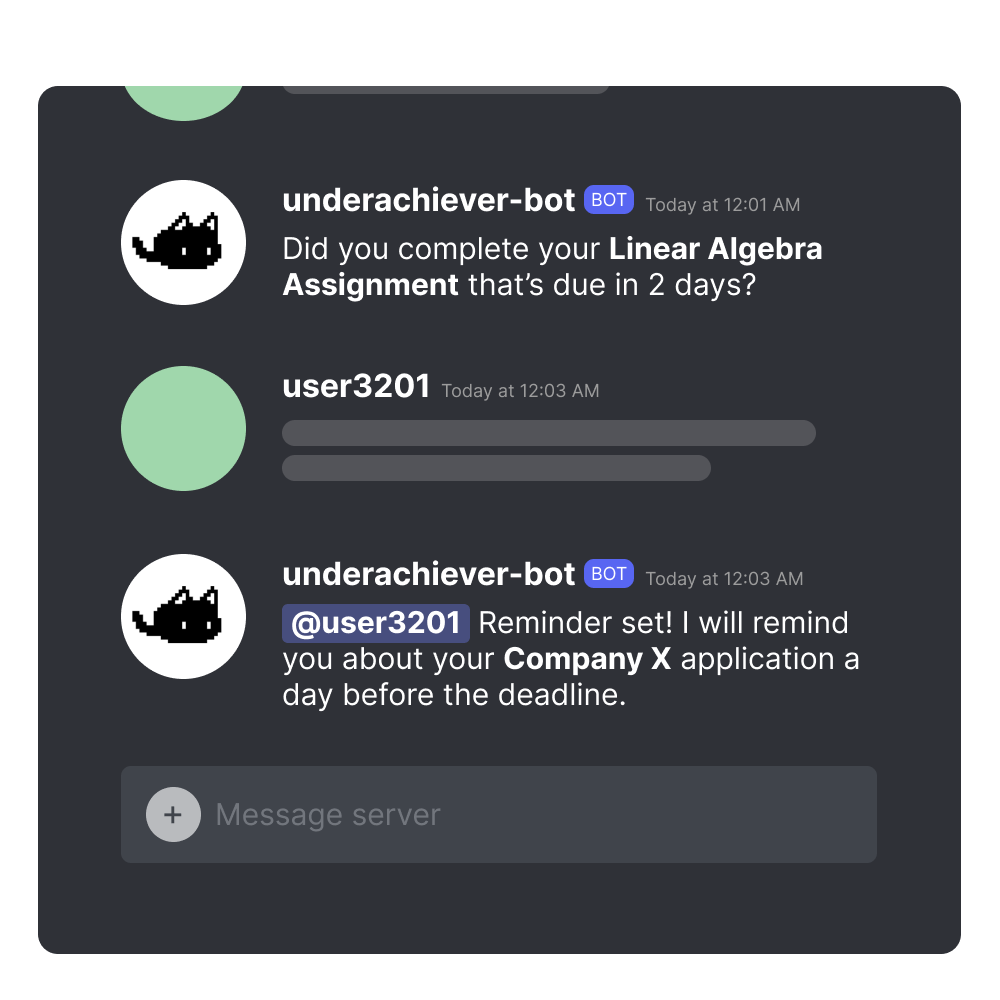 underachiever-bot BOT Today at 12:01 AM
Did you complete your Linear Algebra
Assignment that’s due in 2 days?
user3201 Today at 12:03 AM
underachiever-bot BOT Today at 12:03 AM
@user3201 Reminder set! I will remind
you about your Company X application a
day before the deadline.
+ Message server